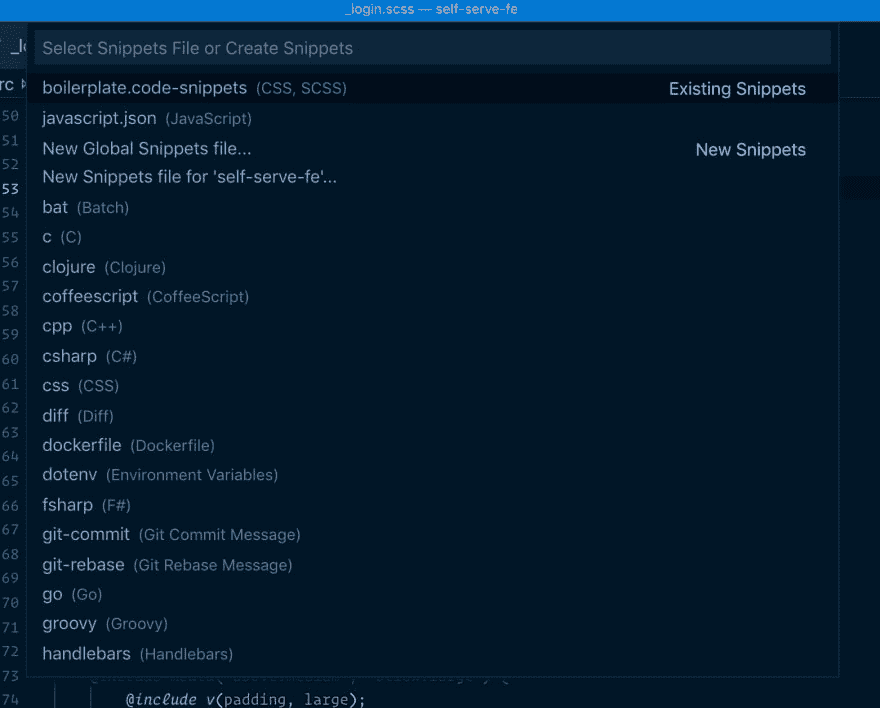 _login.scss — self-serve-fe
Select Snippets File or Create Snippets
boilerplate.code-snippets (CSS, SCSS) Existing Snippets
50 javascript.json (JavaScript)
51 New Global Snippets file... New Snippets
52
53 New Snippets file for 'self-serve-fe'...
54 bat (Batch)
55 c (C)
56 clojure (Clojure)
57
58 coffeescript (CoffeeScript)
59 cpp (C++)
60 csharp (C#)
61 css (CSS)
62 diff (Diff)
63
64 dockerfile (Dockerfile)
65 dotenv (Environment Variables)
66 fsharp (F#)
67 git-commit (Git Commit Message)
68
69 git-rebase (Git Rebase Message)
70 go (Go)
71 groovy (Groovy)
72 handlebars (Handlebars)
73
74 @include v(padding, large);